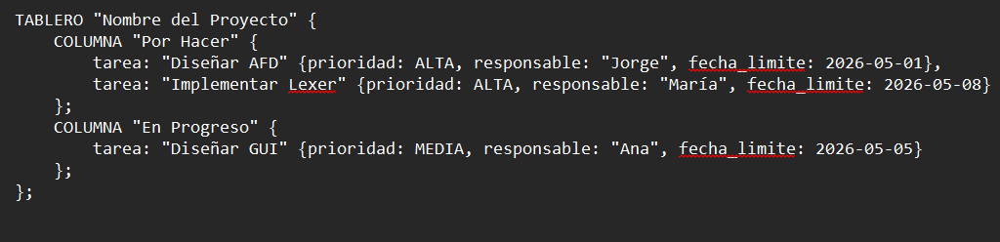 TABLERO "Nombre del Proyecto" {
    COLUMNA "Por Hacer" {
        tarea: "Diseñar AFD" {prioridad: ALTA, responsable: "Jorge", fecha_limite: 2026-05-01},
        tarea: "Implementar Lexer" {prioridad: ALTA, responsable: "María", fecha_limite: 2026-05-08}
    };
    COLUMNA "En Progreso" {
        tarea: "Diseñar GUI" {prioridad: MEDIA, responsable: "Ana", fecha_limite: 2026-05-05}
    };
};